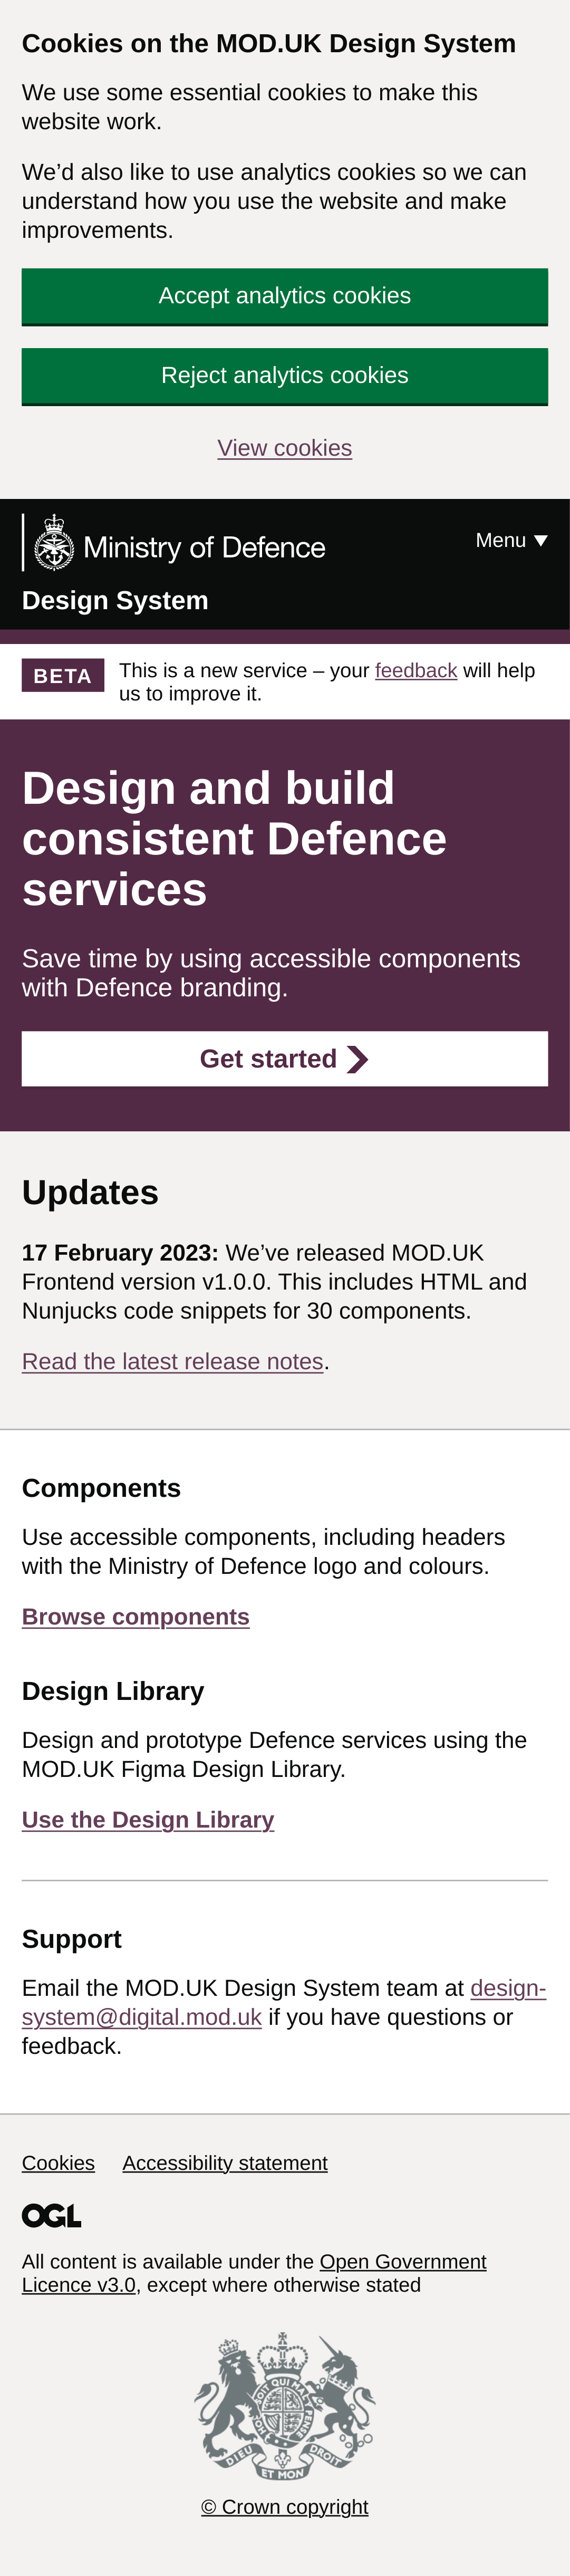 Cookies on the MOD.UK Design System
We use some essential cookies to make this
website work.
We’d also like to use analytics cookies so we can
understand how you use the website and make
improvements.
Accept analytics cookies
Reject analytics cookies
View cookies
Ministry of Defence
Menu ▼
Design System
BETA
This is a new service – your feedback will help
us to improve it.
Design and build
consistent Defence
services
Save time by using accessible components
with Defence branding.
Get started
Updates
17 February 2023: We’ve released MOD.UK
Frontend version v1.0.0. This includes HTML and
Nunjucks code snippets for 30 components.
Read the latest release notes.
Components
Use accessible components, including headers
with the Ministry of Defence logo and colours.
Browse components
Design Library
Design and prototype Defence services using the
MOD.UK Figma Design Library.
Use the Design Library
Support
Email the MOD.UK Design System team at design-
system@digital.mod.uk if you have questions or
feedback.
Cookies Accessibility statement
OGL
All content is available under the Open Government
Licence v3.0, except where otherwise stated
DIEU ET MON DROIT
© Crown copyright